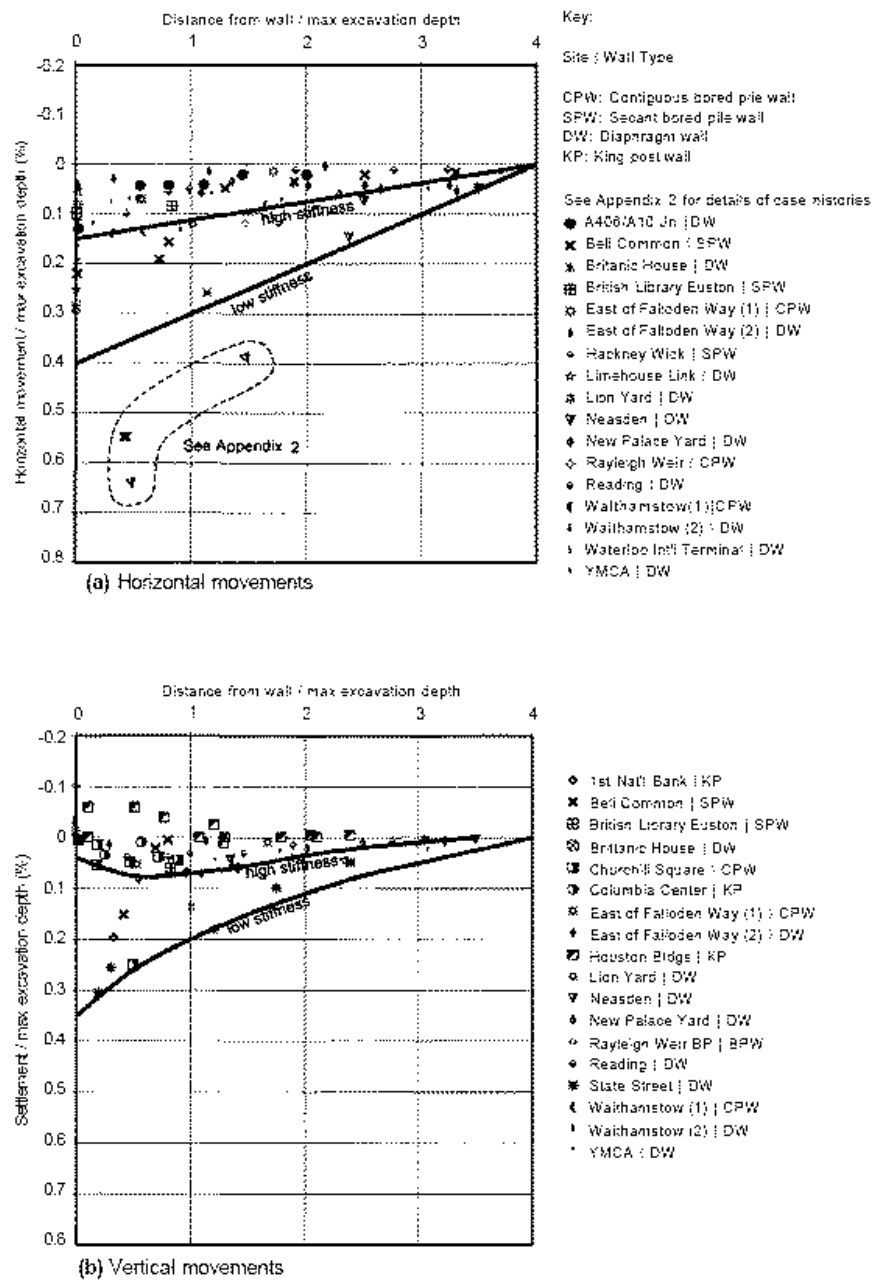 Distance from wall / max excavation depth
0 1 2 3 4
-0.2
-0.1
0
0.1
0.2
0.3
0.4
0.5
0.6
0.7
0.8
Horizontal movement / max excavation depth (%)
high stiffness
low stiffness
See Appendix 2
(a) Horizontal movements
Key:
Site | Wall Type
CPW: Contiguous bored pile wall
SPW: Secant bored pile wall
DW: Diaphragm wall
KP: King post wall
See Appendix 2 for details of case histories
A406/A10 Jn | DW
Bell Common | SPW
Britanic House | DW
British Library Euston | SPW
East of Falloden Way (1) | CPW
East of Falloden Way (2) | DW
Hackney Wick | SPW
Limehouse Link | DW
Lion Yard | DW
Neasden | DW
New Palace Yard | DW
Rayleigh Weir | CPW
Reading | DW
Walthamstow(1)|CPW
Walthamstow (2) | DW
Waterloo Int'l Terminal | DW
YMCA | DW
Distance from wall / max excavation depth
0 1 2 3 4
-0.2
-0.1
0
0.1
0.2
0.3
0.4
0.5
0.6
0.7
0.8
Settlement / max excavation depth (%)
high stiffness
low stiffness
(b) Vertical movements
1st Nat'l Bank | KP
Bell Common | SPW
British Library Euston | SPW
Britanic House | DW
Churchill Square | CPW
Columbia Center | KP
East of Falloden Way (1) | CPW
East of Falloden Way (2) | DW
Houston Bldgs | KP
Lion Yard | DW
Neasden | DW
New Palace Yard | DW
Rayleigh Weir BP | BPW
Reading | DW
State Street | DW
Walthamstow (1) | CPW
Walthamstow (2) | DW
YMCA | DW